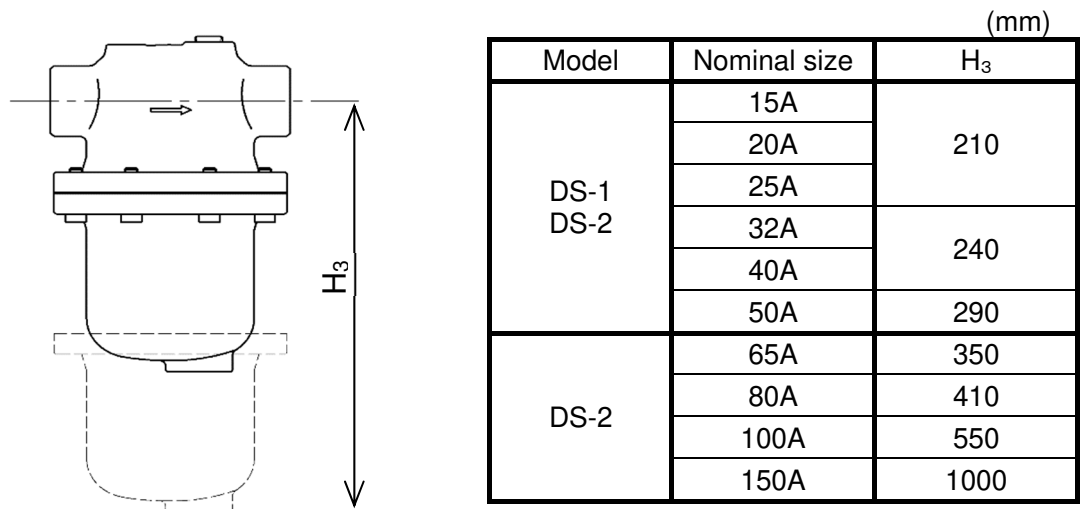 (mm)
Model Nominal size H₃
DS-1
DS-2
15A
20A
25A
210
32A
40A
240
50A 290
DS-2
65A 350
80A 410
100A 550
150A 1000
H₃